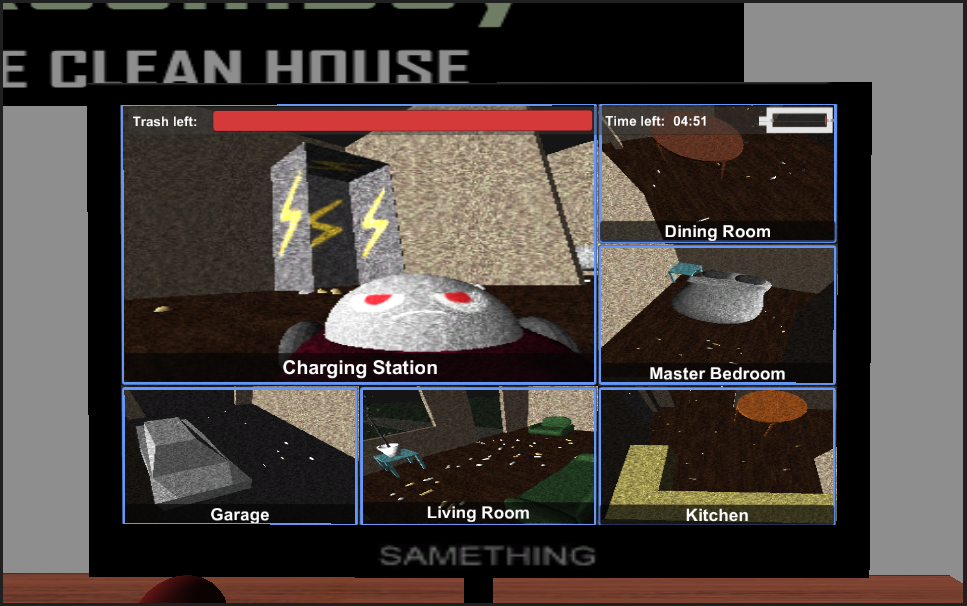 E CLEAN HOUSE
Trash left:
Time left: 04:51
Charging Station
Dining Room
Master Bedroom
Garage
Living Room
Kitchen
SAMETHING